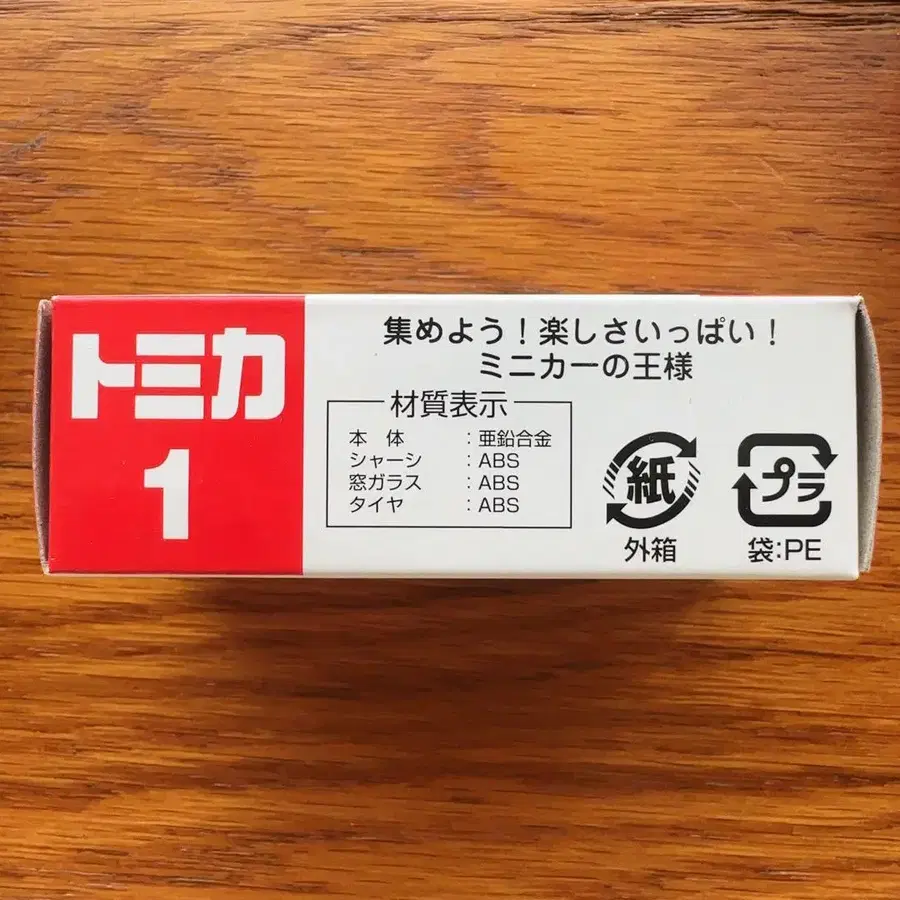 トミカ
1
集めよう！楽しさいっぱい！
ミニカーの王様
材質表示
本 体 ：亜鉛合金
シャーシ ：ABS
窓ガラス ：ABS
タイヤ ：ABS
紙
外箱
プラ
袋:PE